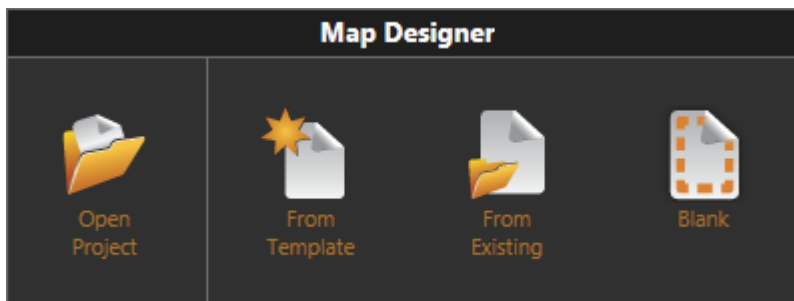 Map Designer
Open
Project
From
Template
From
Existing
Blank